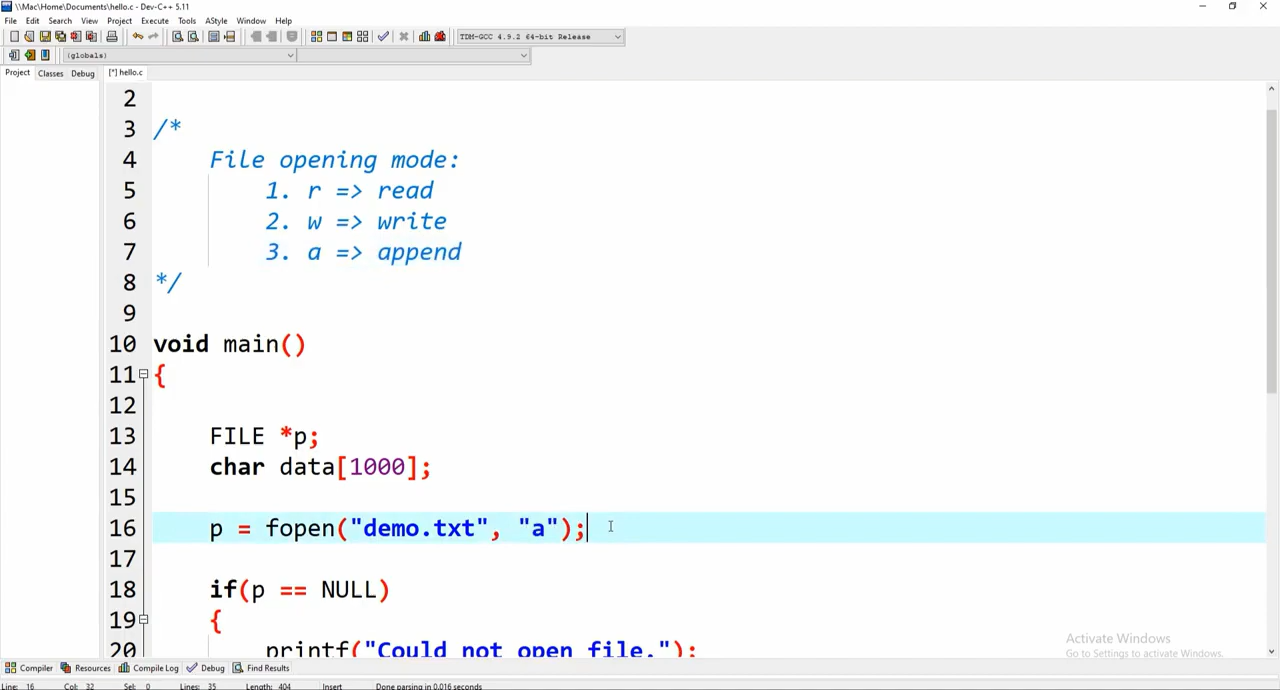 \\Mac\Home\Documents\hello.c - Dev-C++ 5.11
File Edit Search View Project Execute Tools AStyle Window Help
TDM-GCC 4.9.2 64-bit Release
(globals)
Project Classes Debug [*] hello.c
2
3 /*
4 File opening mode:
5 1. r => read
6 2. w => write
7 3. a => append
8 */
9
10 void main()
11 {
12
13 FILE *p;
14 char data[1000];
15
16 p = fopen("demo.txt", "a");
17
18 if(p == NULL)
19 {
20 printf("Could not open file.");
Activate Windows
Go to Settings to activate Windows.
Compiler Resources Compile Log Debug Find Results
Line: 16 Col: 32 Sel: 0 Lines: 35 Length: 404 Insert Done parsing in 0.016 seconds